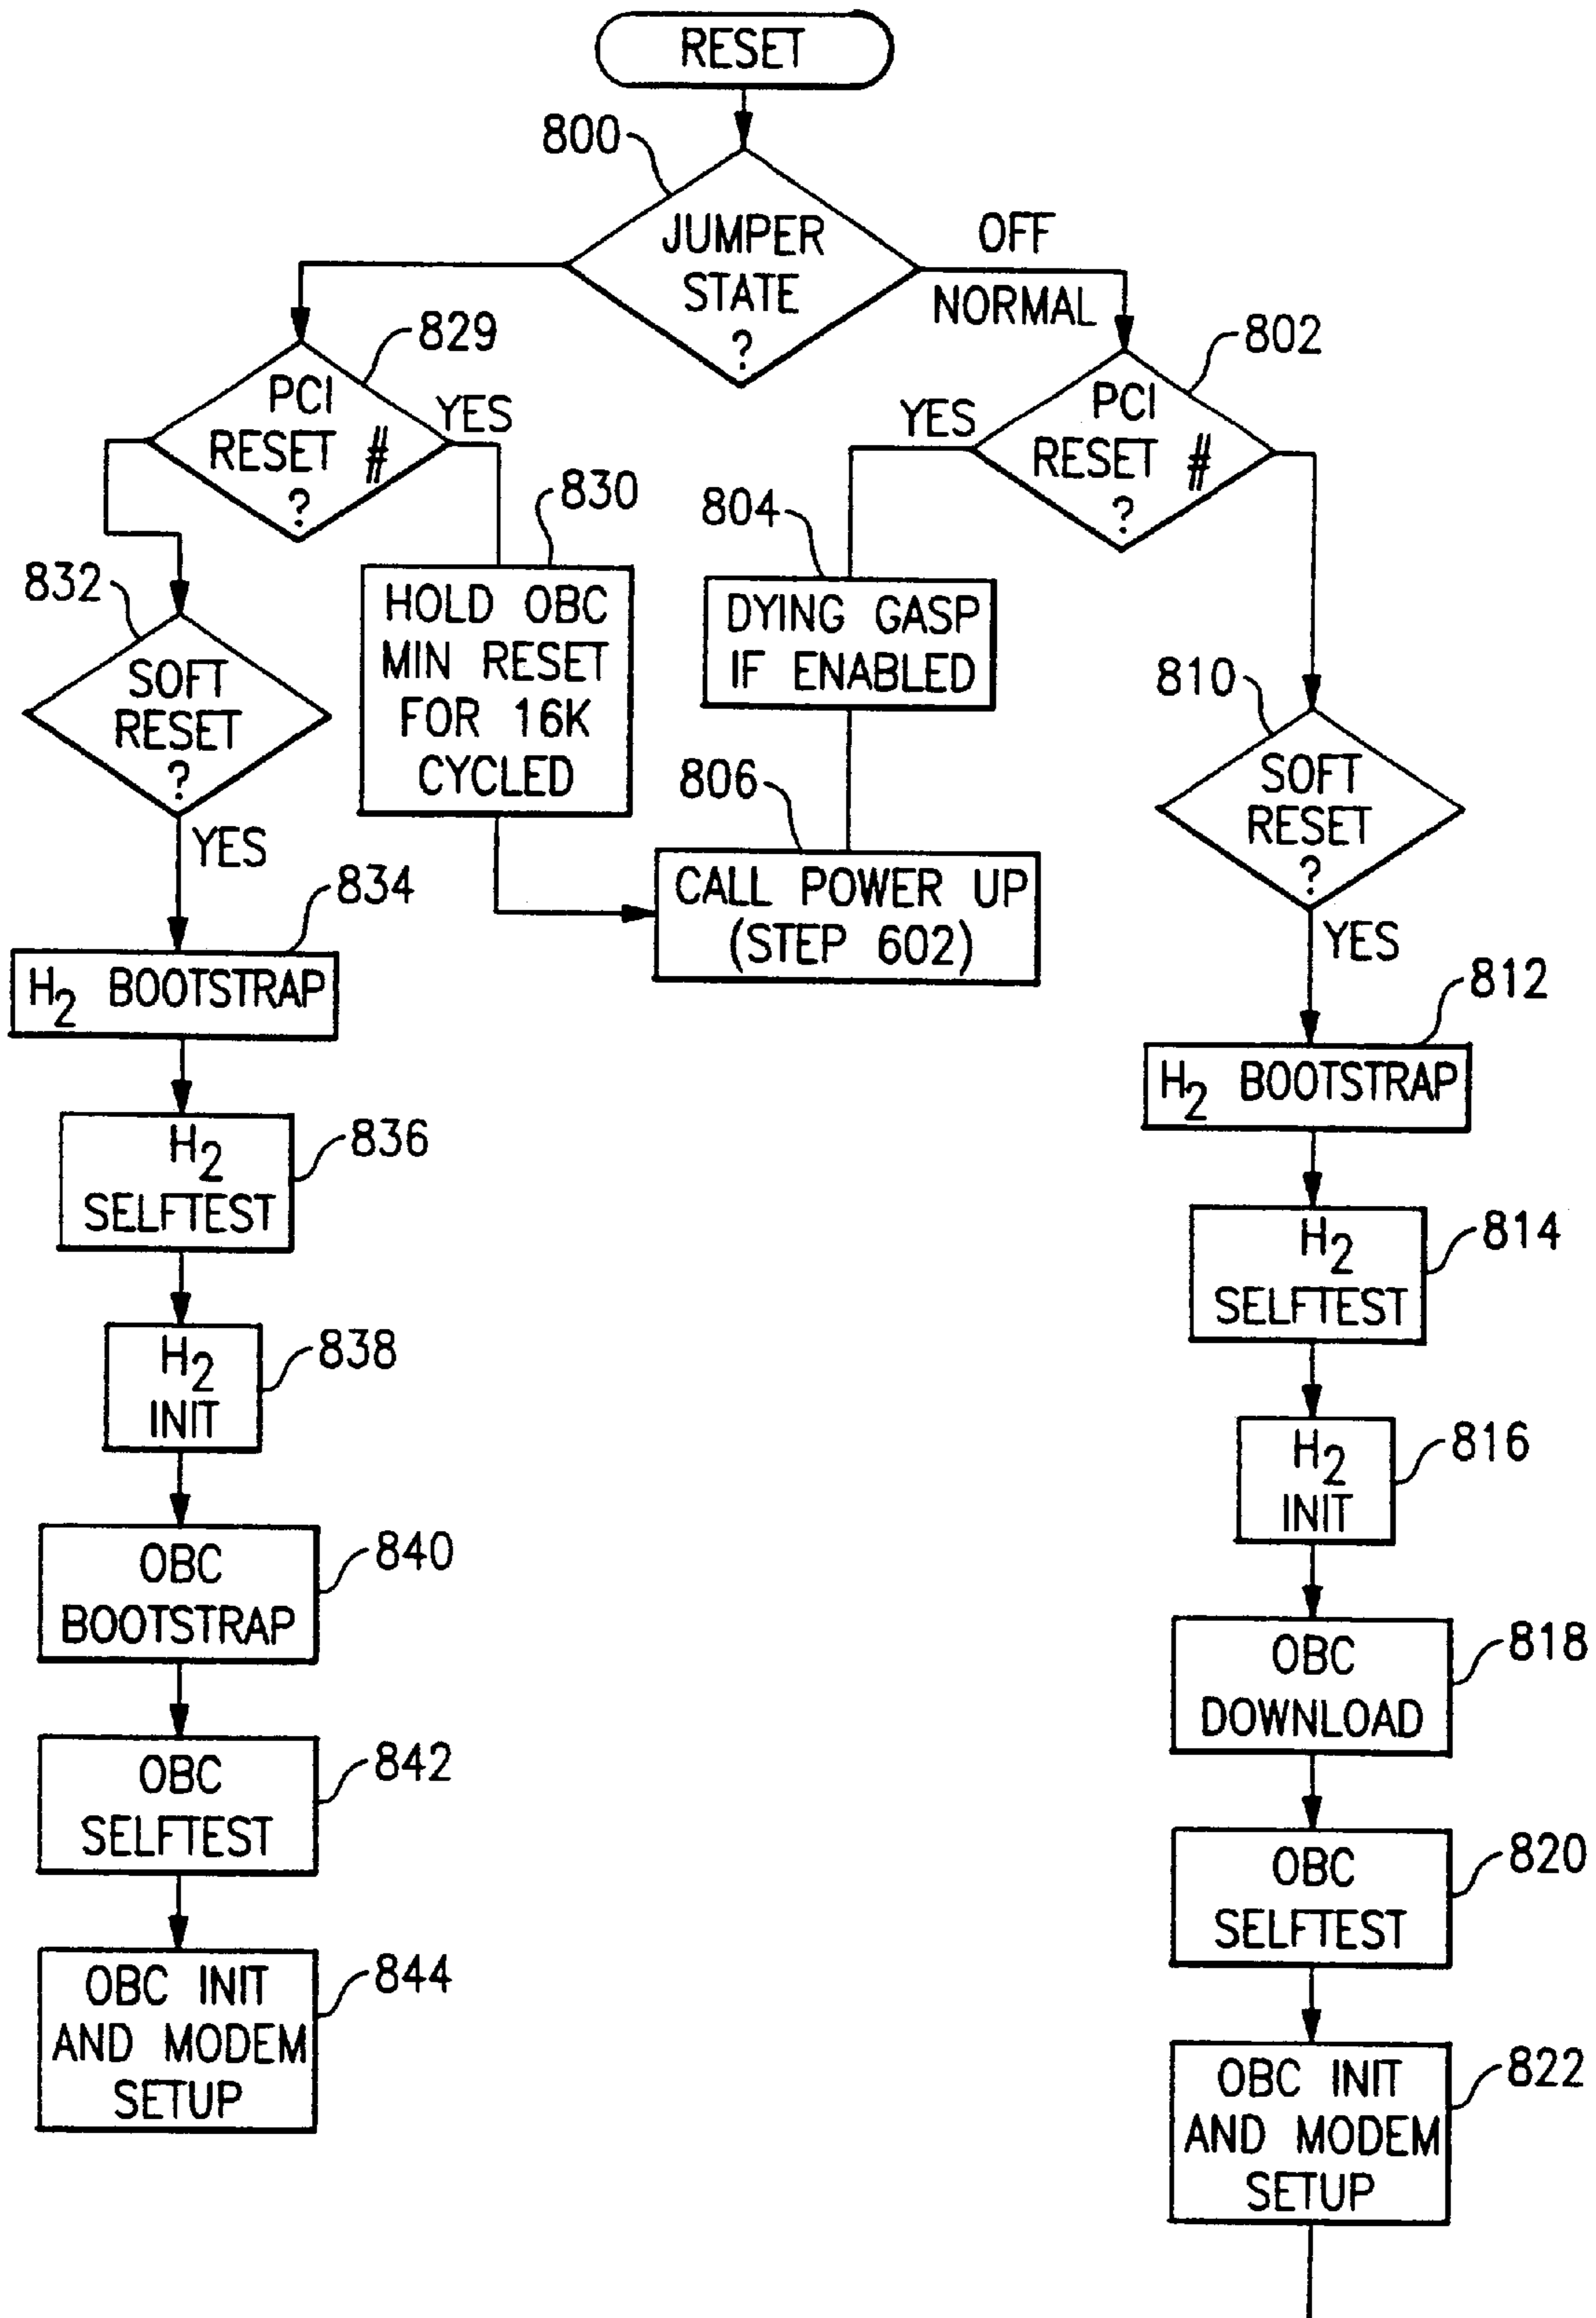 RESET
800
JUMPER
STATE
?
OFF
NORMAL
829
PCI
RESET #
?
YES
802
PCI
RESET #
?
YES
830
HOLD OBC
MIN RESET
FOR 16K
CYCLED
804
DYING GASP
IF ENABLED
806
CALL POWER UP
(STEP 602)
832
SOFT
RESET
?
YES
834
H2 BOOTSTRAP
836
H2
SELFTEST
838
H2
INIT
840
OBC
BOOTSTRAP
842
OBC
SELFTEST
844
OBC INIT
AND MODEM
SETUP
810
SOFT
RESET
?
YES
812
H2 BOOTSTRAP
814
H2
SELFTEST
816
H2
INIT
818
OBC
DOWNLOAD
820
OBC
SELFTEST
822
OBC INIT
AND MODEM
SETUP